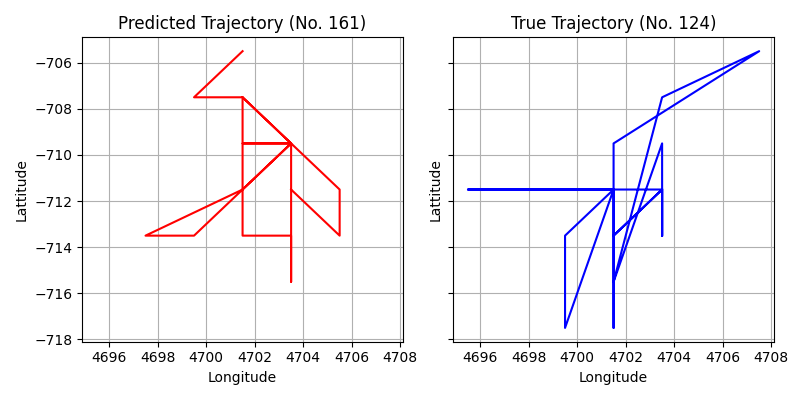 Predicted Trajectory (No. 161)
True Trajectory (No. 124)
Lattitude
−706
−708
−710
−712
−714
−716
−718
4696 4698 4700 4702 4704 4706 4708
Longitude
Lattitude
4696 4698 4700 4702 4704 4706 4708
Longitude